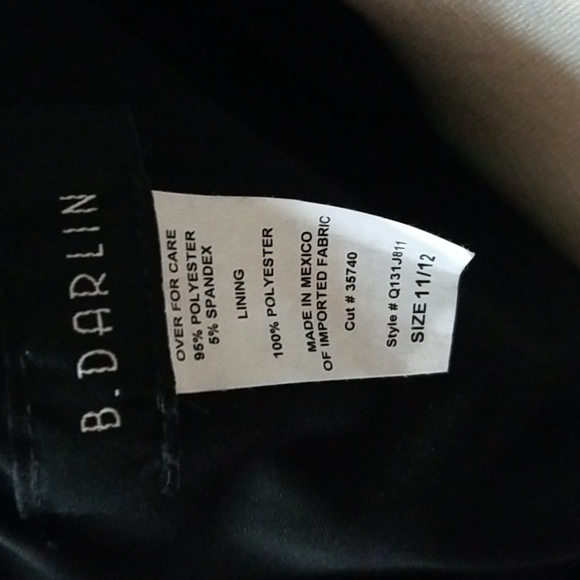 B.DARLIN
OVER FOR CARE
95% POLYESTER
5% SPANDEX
LINING
100% POLYESTER
MADE IN MEXICO
OF IMPORTED FABRIC
Cut # 35740
Style # Q131J811
SIZE 11/12